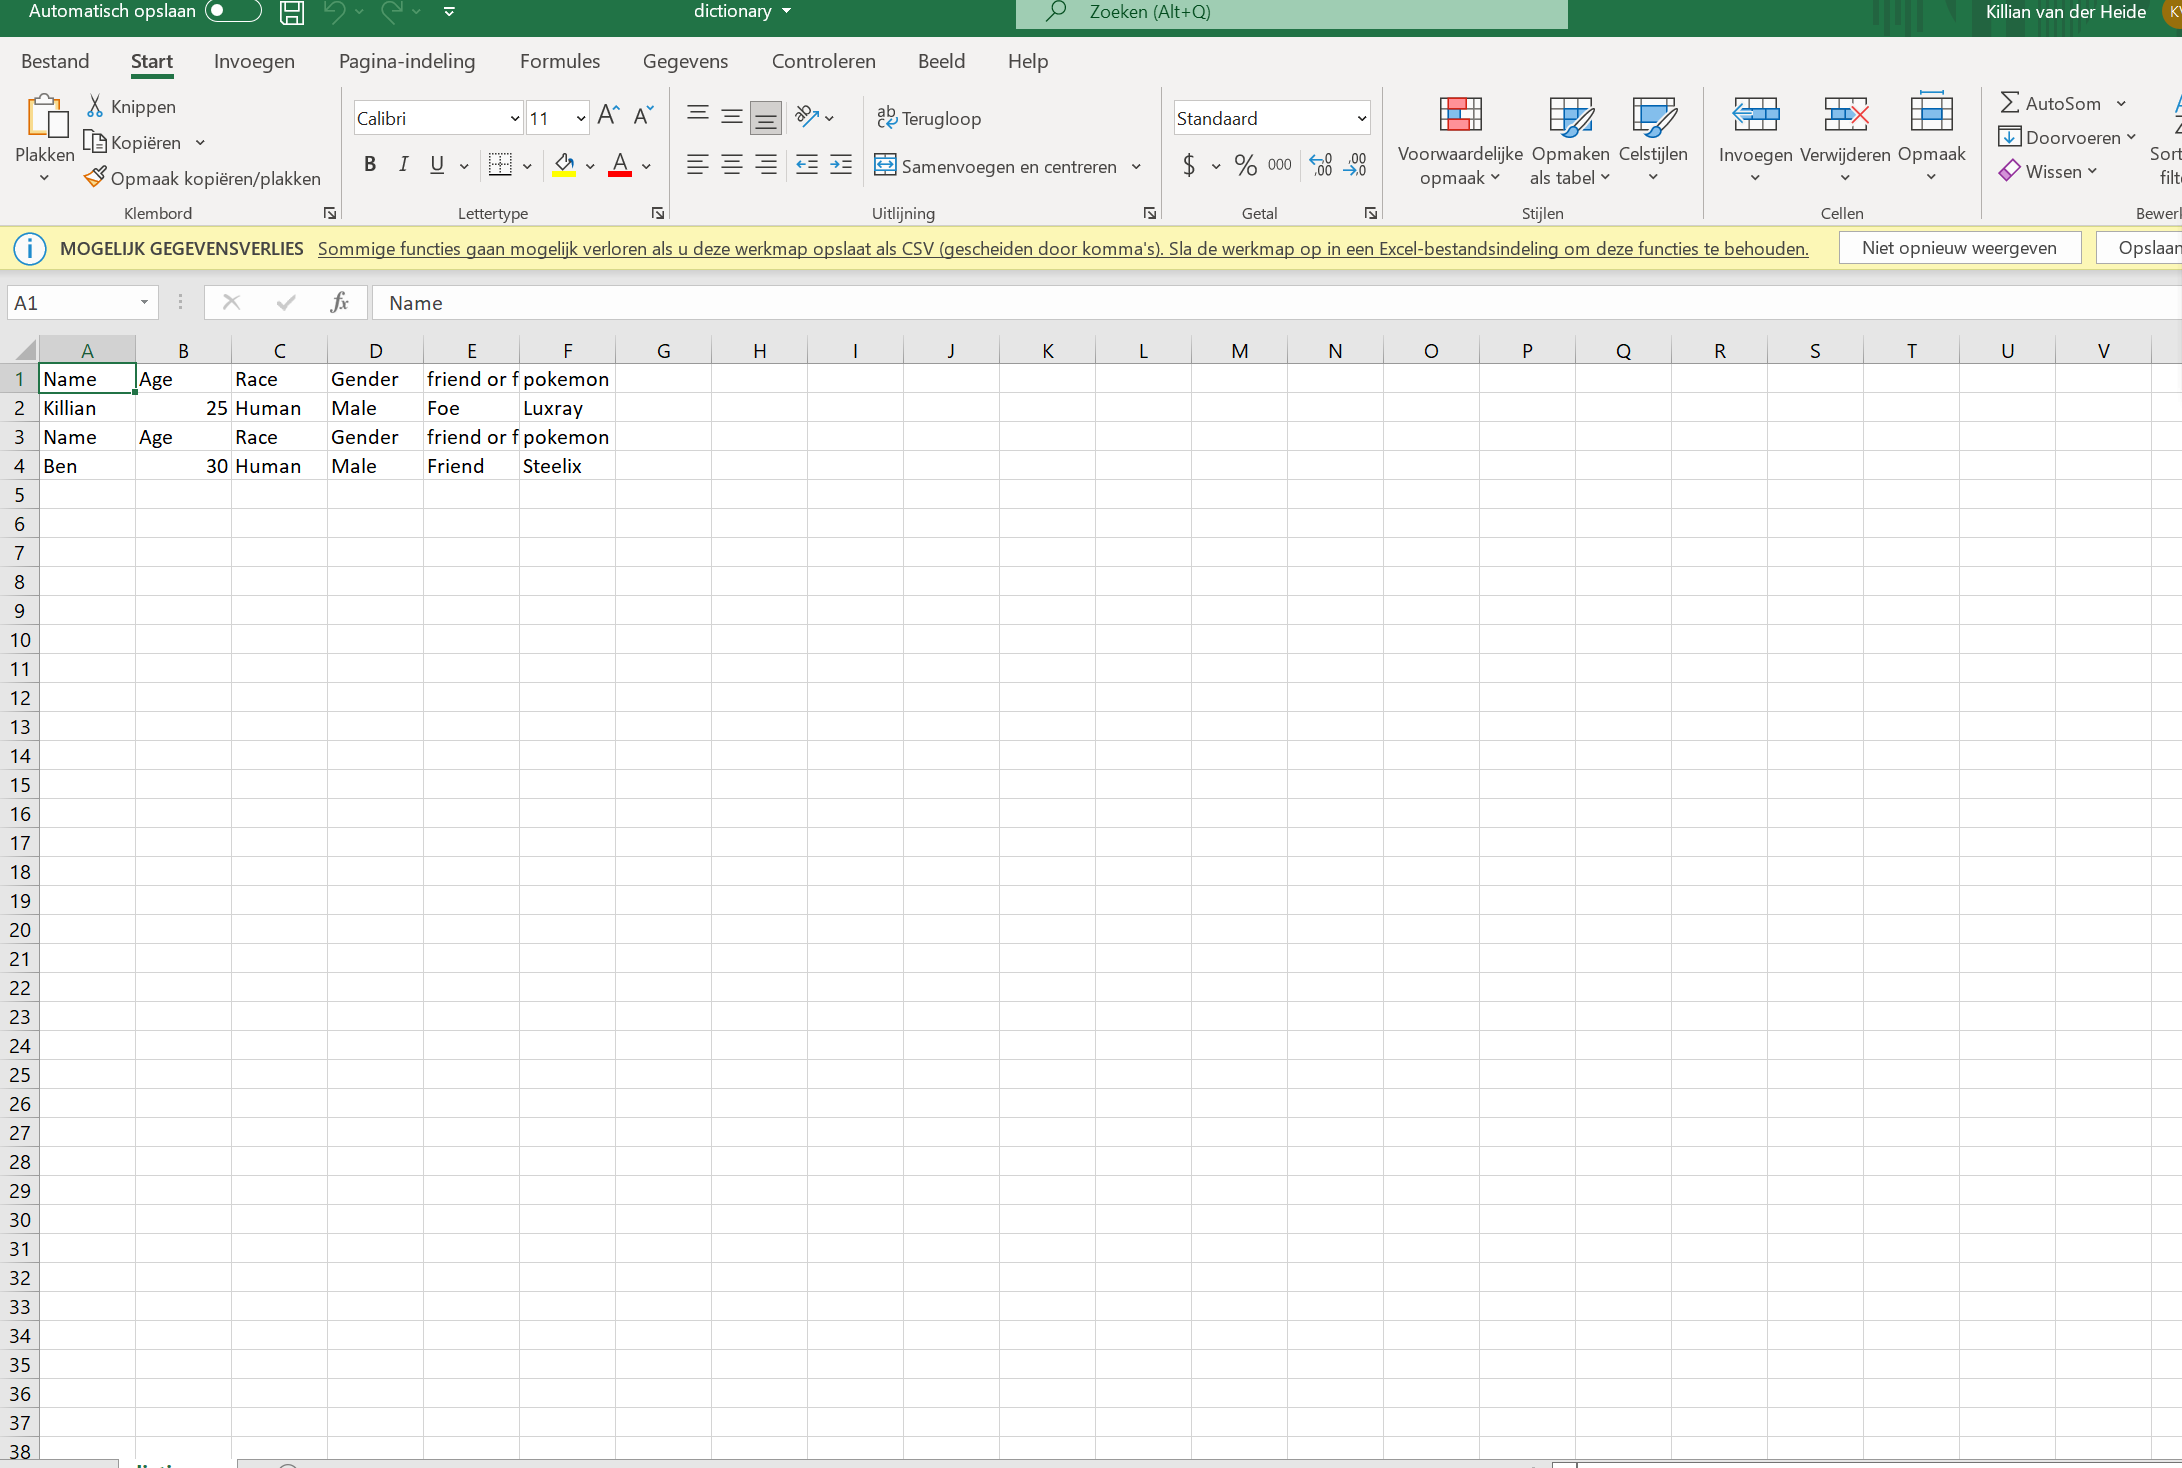 Automatisch opslaan dictionary Zoeken (Alt+Q) Killian van der Heide
Bestand Start Invoegen Pagina-indeling Formules Gegevens Controleren Beeld Help
Plakken Knippen Kopiëren Opmaak kopiëren/plakken
Klembord
Calibri 11
B I U A
Lettertype
Terugloop
Samenvoegen en centreren
Uitlijning
Standaard
$ % 000
Getal
Voorwaardelijke opmaak
Opmaken als tabel
Celstijlen
Stijlen
Invoegen Verwijderen Opmaak
Cellen
AutoSom
Doorvoeren
Wissen
MOGELIJK GEGEVENSVERLIES Sommige functies gaan mogelijk verloren als u deze werkmap opslaat als CSV (gescheiden door komma's). Sla de werkmap op in een Excel-bestandsindeling om deze functies te behouden. Niet opnieuw weergeven
A1 fx Name
A B C D E F G H I J K L M N O P Q R S T U V
1 Name Age Race Gender friend or f pokemon
2 Killian 25 Human Male Foe Luxray
3 Name Age Race Gender friend or f pokemon
4 Ben 30 Human Male Friend Steelix
5
6
7
8
9
10
11
12
13
14
15
16
17
18
19
20
21
22
23
24
25
26
27
28
29
30
31
32
33
34
35
36
37
38